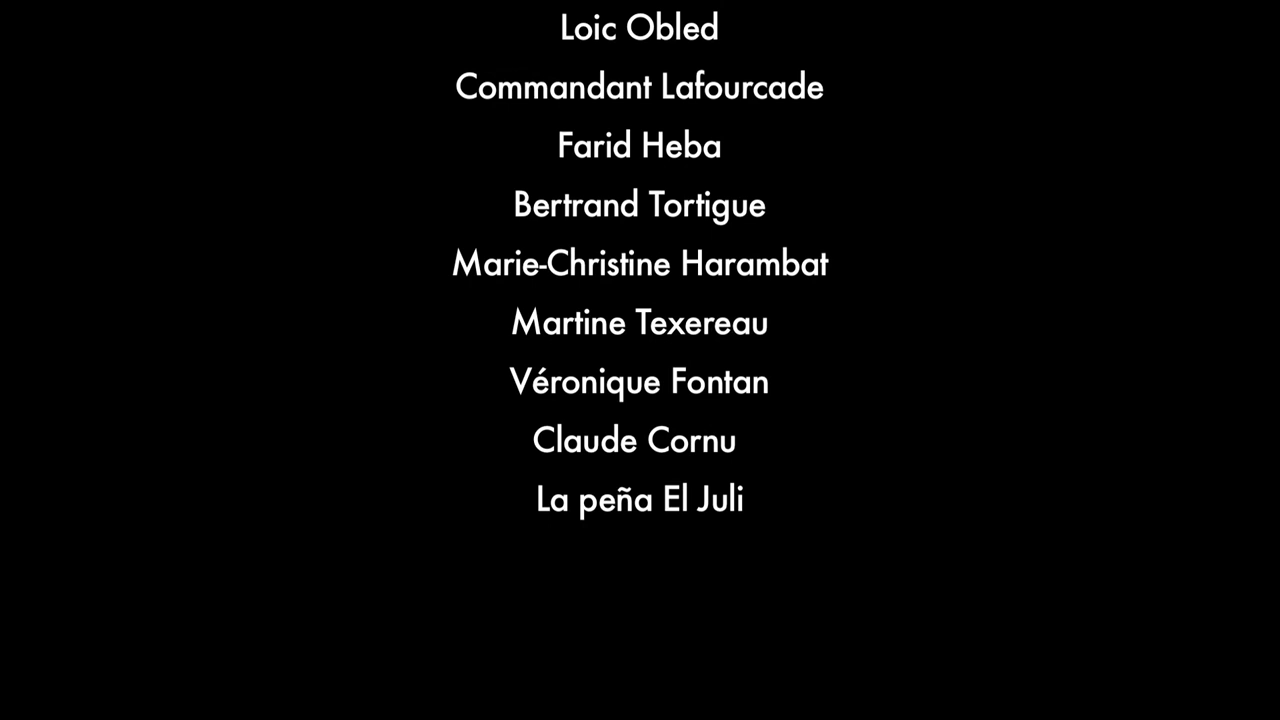 Loic Obled
Commandant Lafourcade
Farid Heba
Bertrand Tortigue
Marie-Christine Harambat
Martine Texereau
Véronique Fontan
Claude Cornu
La peña El Juli